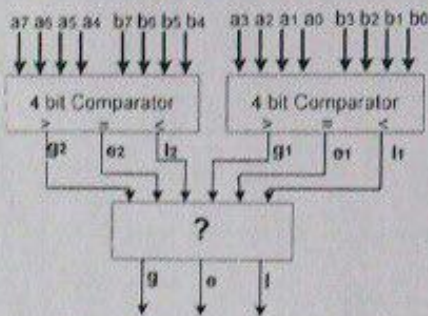 a7 a6 a5 a4 b7 b6 b5 b4 a3 a2 a1 a0 b3 b2 b1 b0
4 bit Comparator 4 bit Comparator
> = < > = <
g2 e2 l2 g1 e1 l1
?
g e l